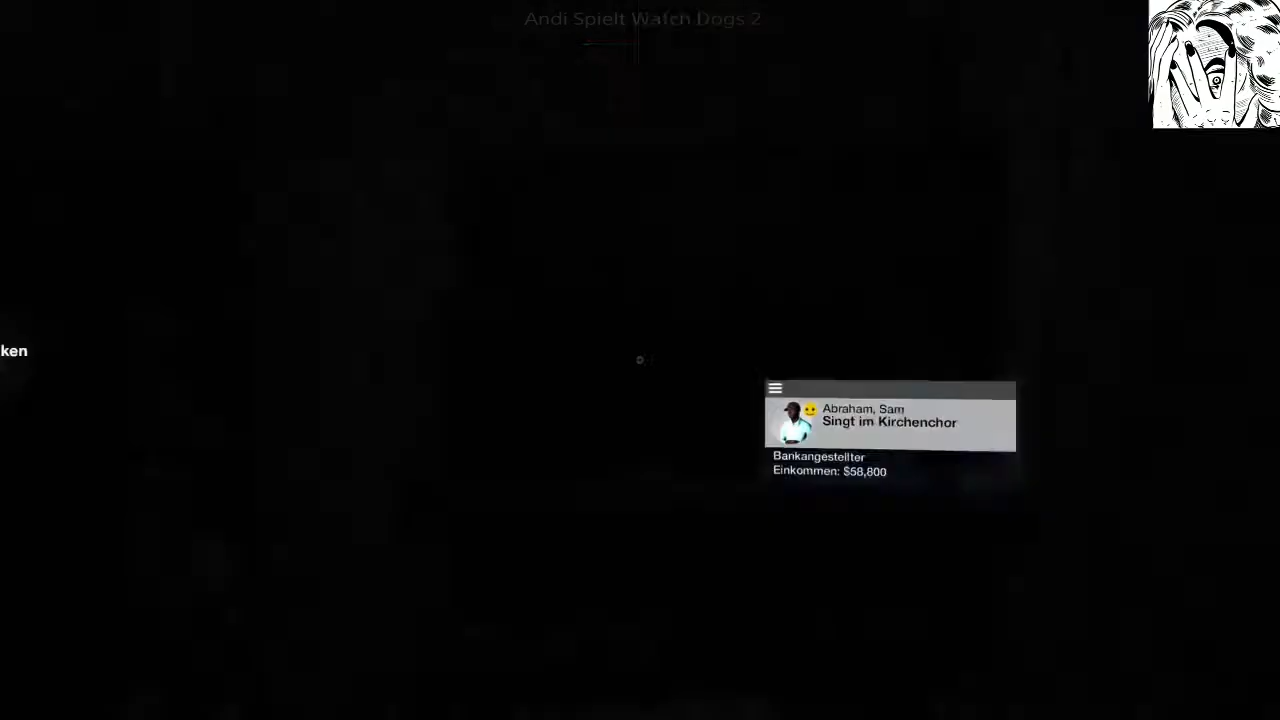 Andi Spielt Watch Dogs 2
ken
Abraham, Sam
Singt im Kirchenchor
Bankangestellter
Einkommen: $58,800